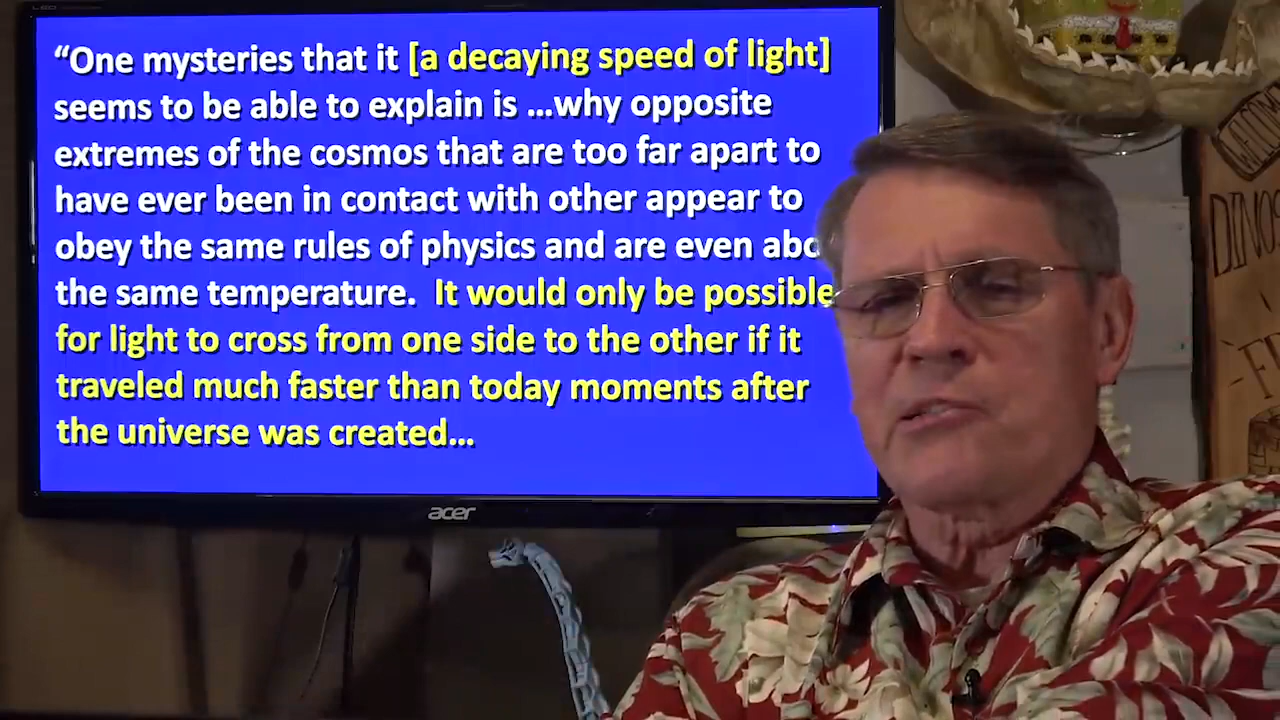 “One mysteries that it [a decaying speed of light]
seems to be able to explain is ...why opposite
extremes of the cosmos that are too far apart to
have ever been in contact with other appear to
obey the same rules of physics and are even
the same temperature. It would only be possible
for light to cross from one side to the other if it
traveled much faster than today moments after
the universe was created...
acer